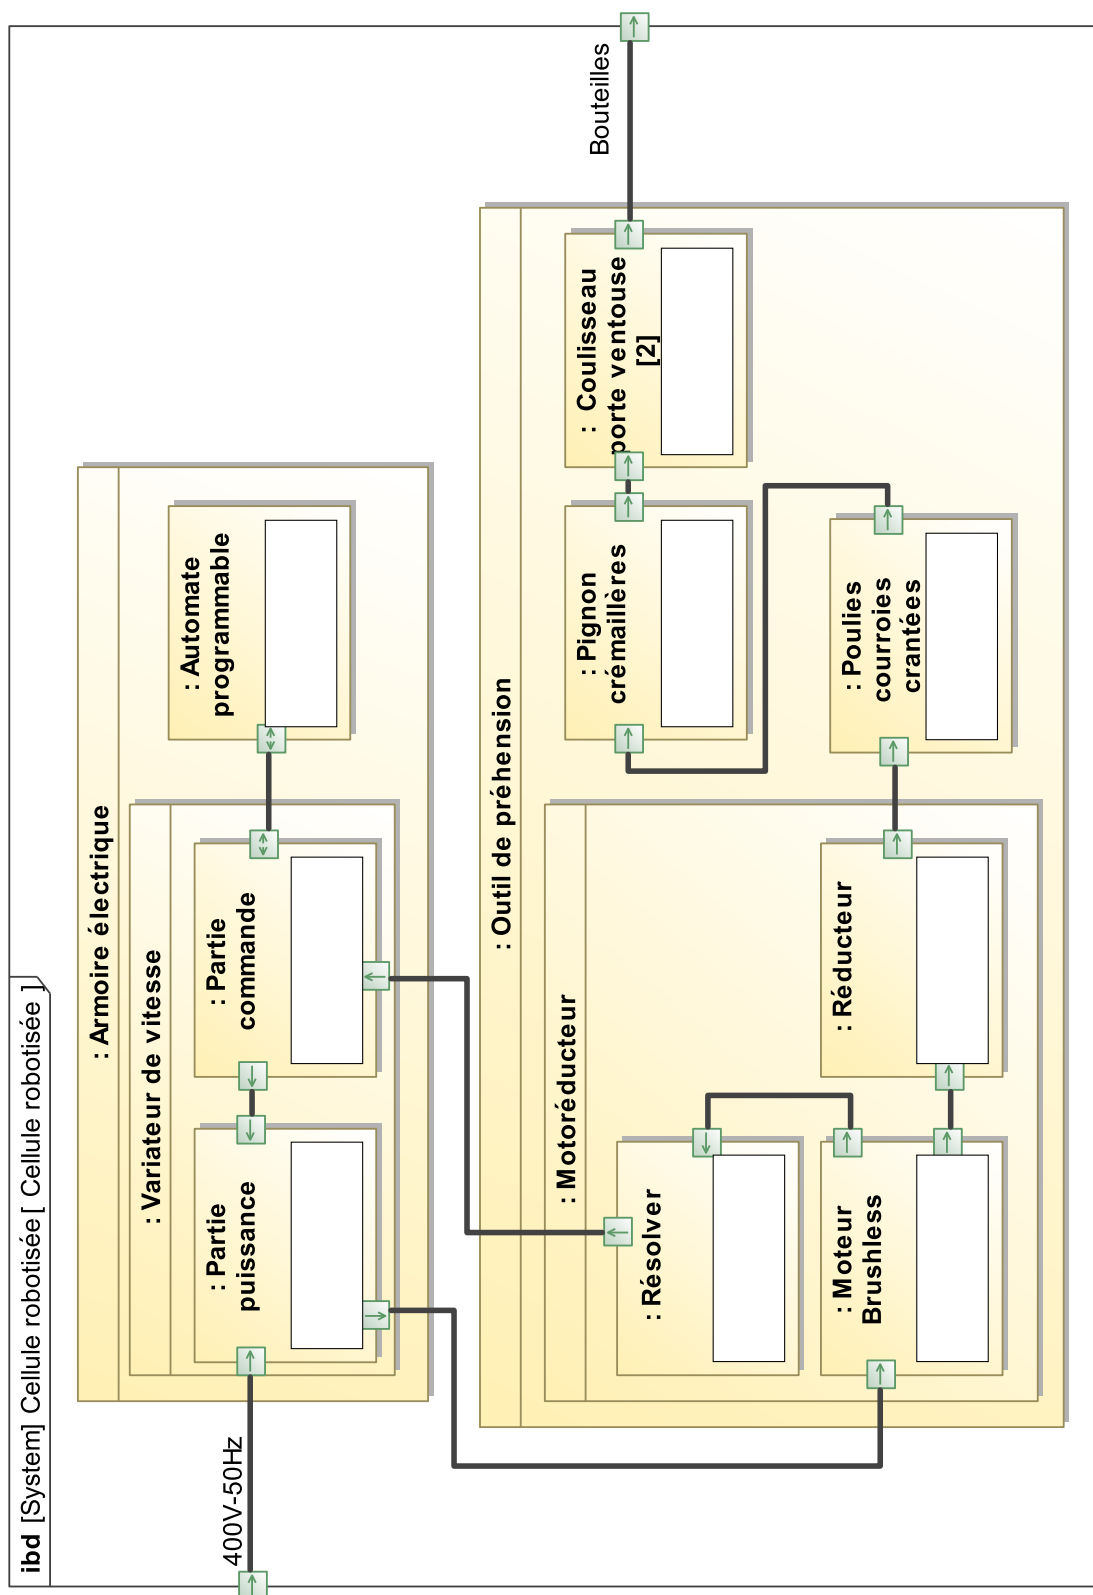 ibd [System] Cellule robotisée [ Cellule robotisée ]
: Armoire électrique
: Variateur de vitesse
: Partie
puissance
: Partie
commande
: Automate
programmable
400V-50Hz
: Outil de préhension
: Motoréducteur
: Résolver
: Moteur
Brushless
: Réducteur
: Poulies
courroies
crantées
: Pignon
crémaillères
: Coulisseau
porte ventouse
[2]
Bouteilles